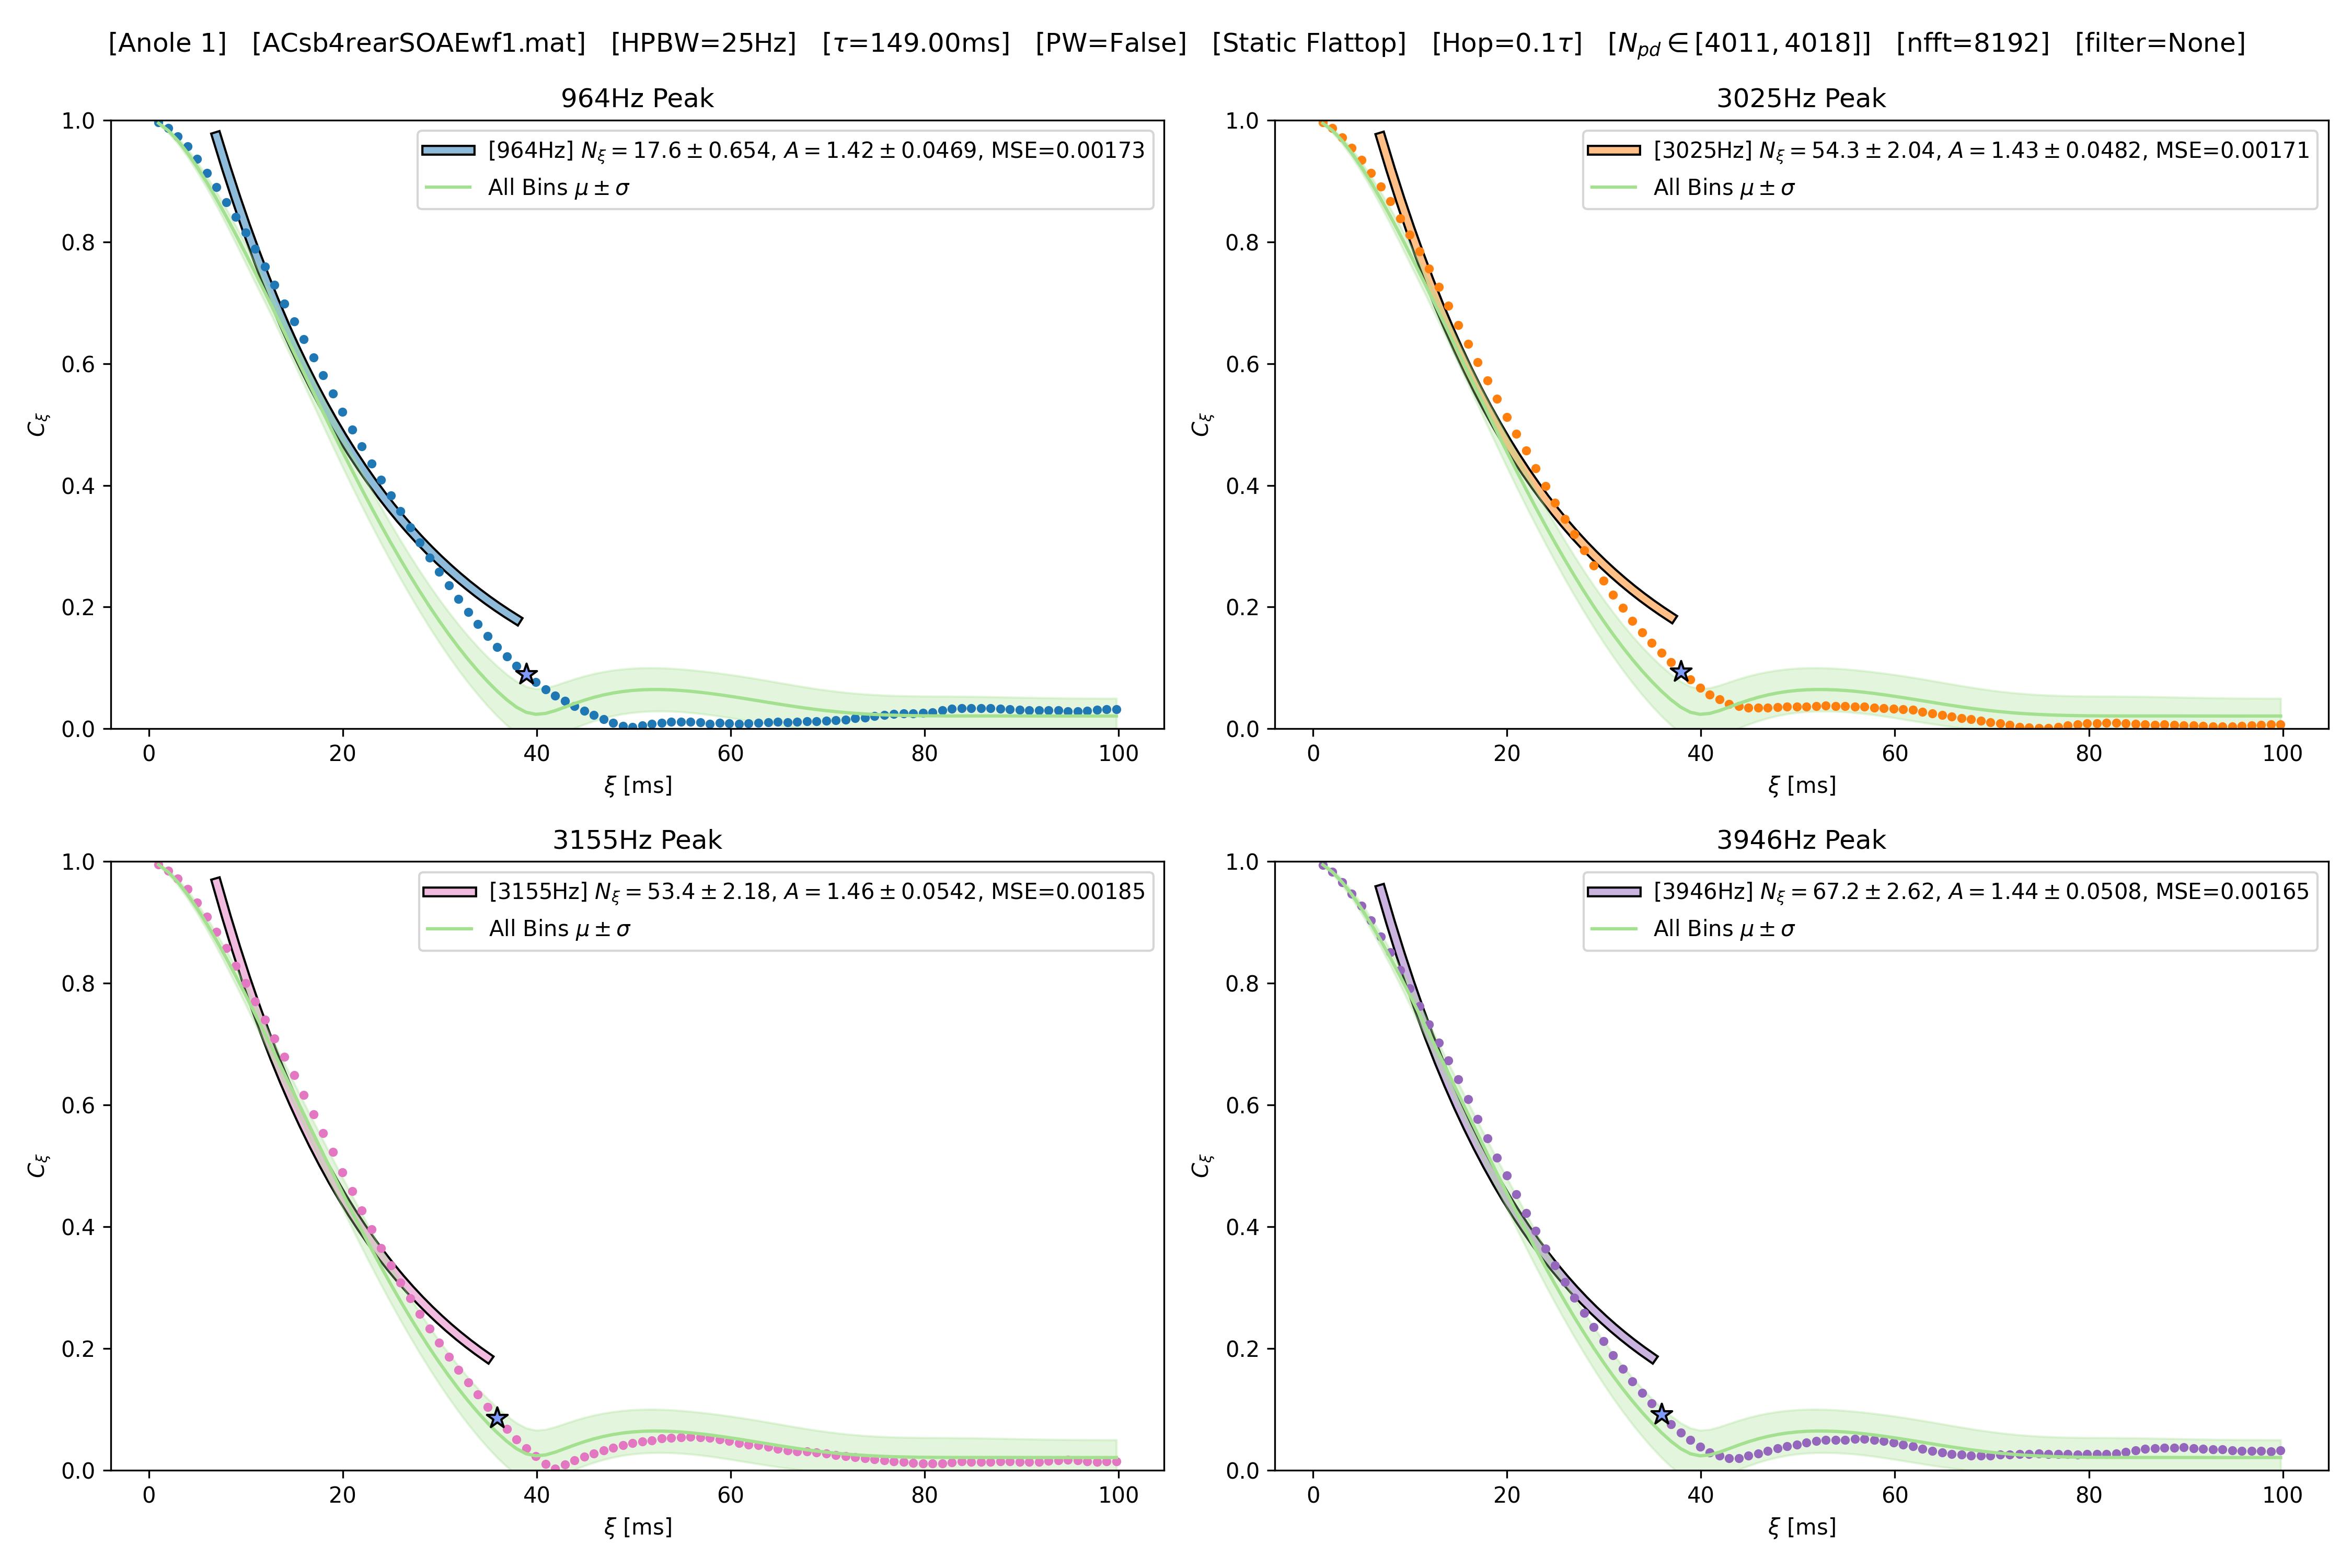 [Anole 1] [ACsb4rearSOAEwf1.mat] [HPBW=25Hz] [τ=149.00ms] [PW=False] [Static Flattop] [Hop=0.1τ] [N_pd ∈ [4011, 4018]] [nfft=8192] [filter=None]
964Hz Peak
[964Hz] N_ξ = 17.6 ± 0.654, A = 1.42 ± 0.0469, MSE=0.00173
All Bins μ ± σ
1.0
0.8
0.6
0.4
0.2
0.0
C_ξ
0 20 40 60 80 100
ξ [ms]
3025Hz Peak
[3025Hz] N_ξ = 54.3 ± 2.04, A = 1.43 ± 0.0482, MSE=0.00171
All Bins μ ± σ
1.0
0.8
0.6
0.4
0.2
0.0
C_ξ
0 20 40 60 80 100
ξ [ms]
3155Hz Peak
[3155Hz] N_ξ = 53.4 ± 2.18, A = 1.46 ± 0.0542, MSE=0.00185
All Bins μ ± σ
1.0
0.8
0.6
0.4
0.2
0.0
C_ξ
0 20 40 60 80 100
ξ [ms]
3946Hz Peak
[3946Hz] N_ξ = 67.2 ± 2.62, A = 1.44 ± 0.0508, MSE=0.00165
All Bins μ ± σ
1.0
0.8
0.6
0.4
0.2
0.0
C_ξ
0 20 40 60 80 100
ξ [ms]